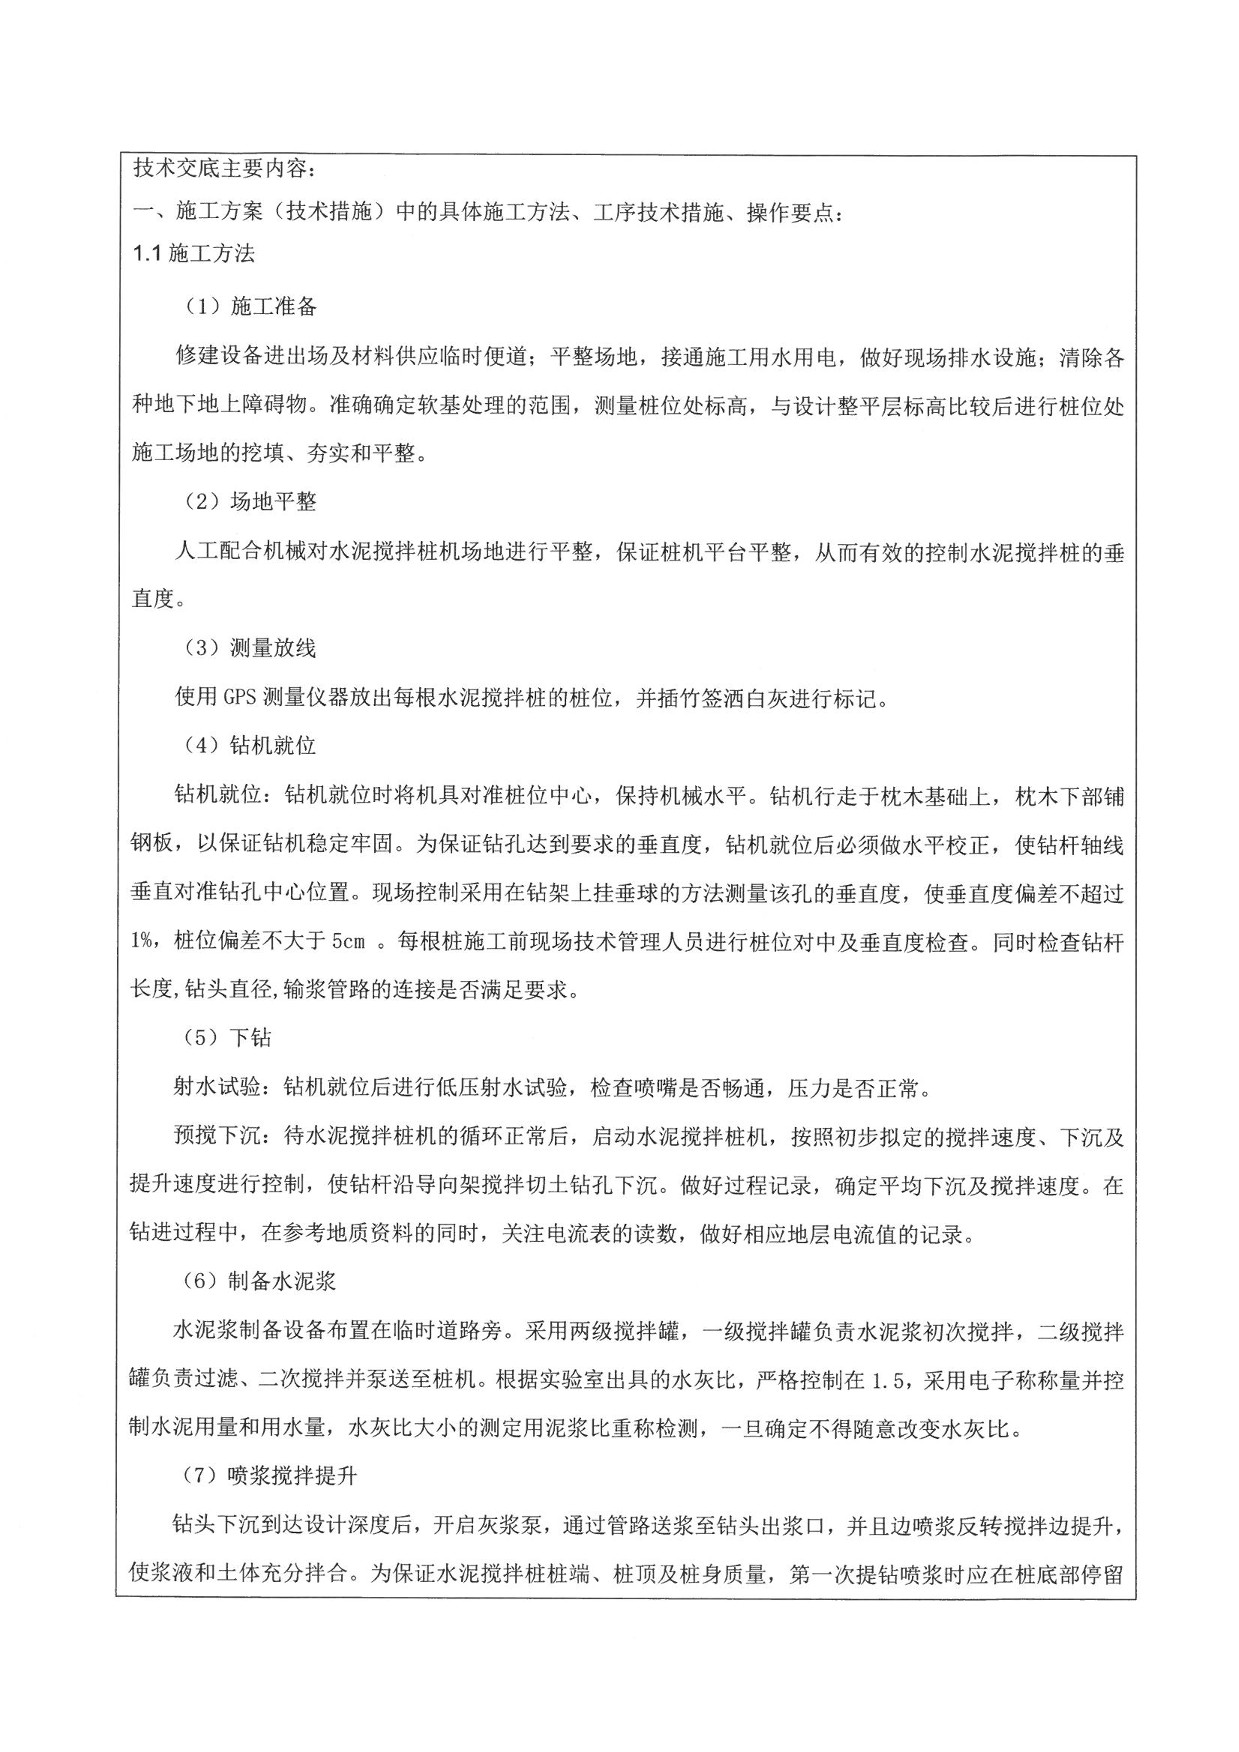 技术交底主要内容：
一、施工方案（技术措施）中的具体施工方法、工序技术措施、操作要点：
1.1 施工方法
（1）施工准备
修建设备进出场及材料供应临时便道；平整场地，接通施工用水用电，做好现场排水设施；清除各
种地下地上障碍物。准确确定软基处理的范围，测量桩位处标高，与设计整平层标高比较后进行桩位处
施工场地的挖填、夯实和平整。
（2）场地平整
人工配合机械对水泥搅拌桩机场地进行平整，保证桩机平台平整，从而有效的控制水泥搅拌桩的垂
直度。
（3）测量放线
使用 GPS 测量仪器放出每根水泥搅拌桩的桩位，并插竹签洒白灰进行标记。
（4）钻机就位
钻机就位：钻机就位时将机具对准桩位中心，保持机械水平。钻机行走于枕木基础上，枕木下部铺
钢板，以保证钻机稳定牢固。为保证钻孔达到要求的垂直度，钻机就位后必须做水平校正，使钻杆轴线
垂直对准钻孔中心位置。现场控制采用在钻架上挂垂球的方法测量该孔的垂直度，使垂直度偏差不超过
1%，桩位偏差不大于 5cm 。每根桩施工前现场技术管理人员进行桩位对中及垂直度检查。同时检查钻杆
长度,钻头直径,输浆管路的连接是否满足要求。
（5）下钻
射水试验：钻机就位后进行低压射水试验，检查喷嘴是否畅通，压力是否正常。
预搅下沉：待水泥搅拌桩机的循环正常后，启动水泥搅拌桩机，按照初步拟定的搅拌速度、下沉及
提升速度进行控制，使钻杆沿导向架搅拌切土钻孔下沉。做好过程记录，确定平均下沉及搅拌速度。在
钻进过程中，在参考地质资料的同时，关注电流表的读数，做好相应地层电流值的记录。
（6）制备水泥浆
水泥浆制备设备布置在临时道路旁。采用两级搅拌罐，一级搅拌罐负责水泥浆初次搅拌，二级搅拌
罐负责过滤、二次搅拌并泵送至桩机。根据实验室出具的水灰比，严格控制在 1.5，采用电子称称量并控
制水泥用量和用水量，水灰比大小的测定用泥浆比重称检测，一旦确定不得随意改变水灰比。
（7）喷浆搅拌提升
钻头下沉到达设计深度后，开启灰浆泵，通过管路送浆至钻头出浆口，并且边喷浆反转搅拌边提升，
使浆液和土体充分拌合。为保证水泥搅拌桩桩端、桩顶及桩身质量，第一次提钻喷浆时应在桩底部停留